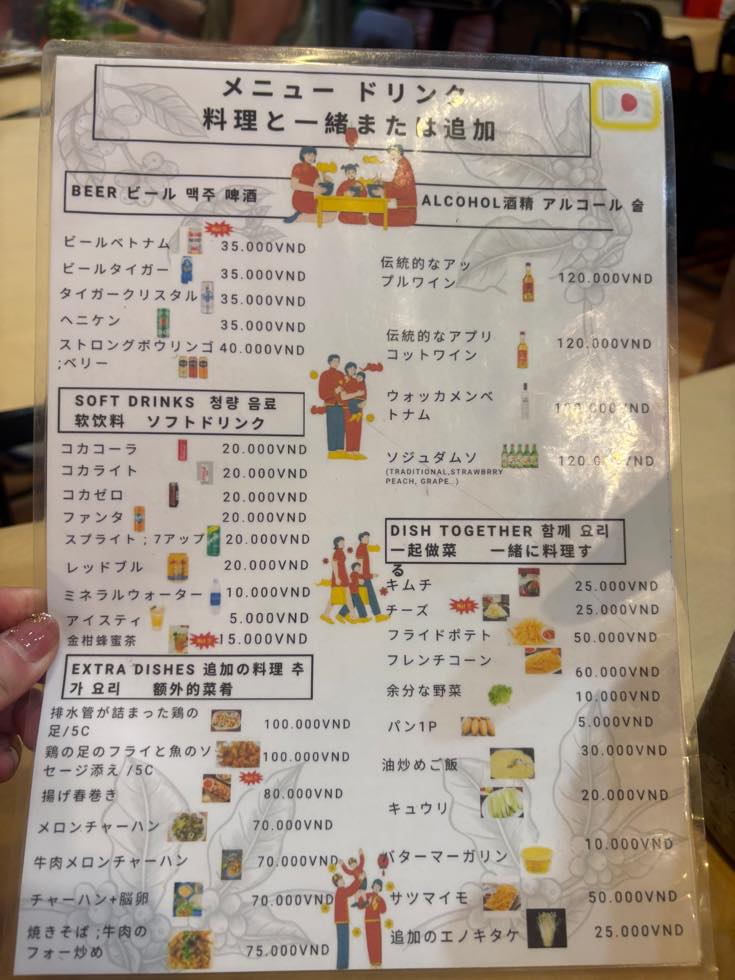 メニュー ドリンク
料理と一緒または追加
BEER ビール 맥주 啤酒
ビールベトナム 35.000VND
ビールタイガー 35.000VND
タイガークリスタル 35.000VND
ヘニケン 35.000VND
ストロングボウリンゴ 40.000VND
;ベリー
SOFT DRINKS 청량 음료
软饮料 ソフトドリンク
コカコーラ 20.000VND
コカライト 20.000VND
コカゼロ 20.000VND
ファンタ 20.000VND
スプライト ; 7アップ 20.000VND
レッドブル 20.000VND
ミネラルウォーター 10.000VND
アイスティ 5.000VND
金柑蜂蜜茶 15.000VND
EXTRA DISHES 追加の料理 추
가 요리 额外的菜肴
排水管が詰まった鶏の
足/5C 100.000VND
鶏の足のフライと魚のソ
セージ添え /5C 100.000VND
揚げ春巻き 80.000VND
メロンチャーハン 70.000VND
牛肉メロンチャーハン 70.000VND
チャーハン+脳卵 70.000VND
焼きそば ;牛肉の
フォー炒め 75.000VND
ALCOHOL酒精 アルコール 술
伝統的なアッ
プルワイン 120.000VND
伝統的なアプリ
コットワイン 120.000VND
ウォッカメンベ
トナム
ソジュダムソ
(TRADITIONAL,STRAWBRRY
PEACH, GRAPE..)
DISH TOGETHER 함께 요리
一起做菜 一緒に料理す
る
キムチ 25.000VND
チーズ 25.000VND
フライドポテト 50.000VND
フレンチコーン 60.000VND
余分な野菜 10.000VND
パン1P 5.000VND
油炒めご飯 30.000VND
キュウリ 20.000VND
バターマーガリン 10.000VND
サツマイモ 50.000VND
追加のエノキタケ 25.000VND